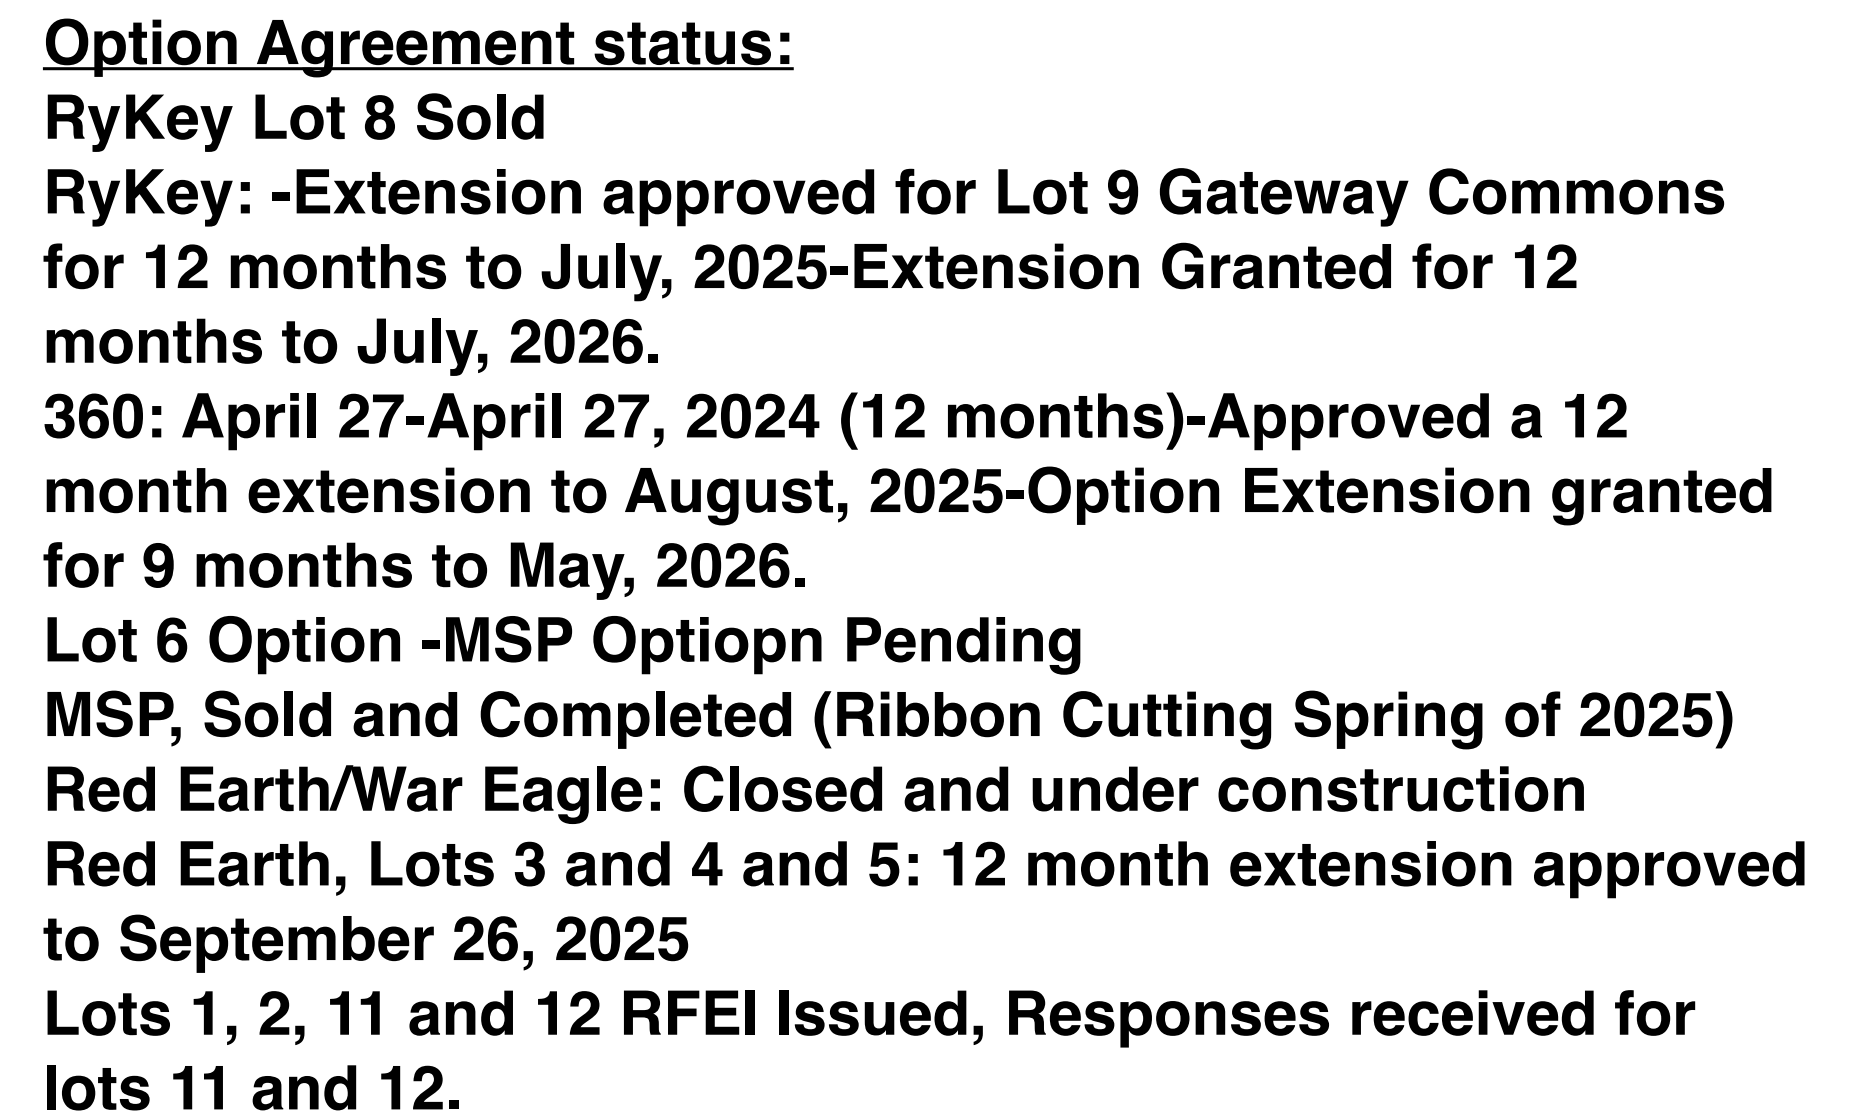 Option Agreement status:
RyKey Lot 8 Sold
RyKey: -Extension approved for Lot 9 Gateway Commons
for 12 months to July, 2025-Extension Granted for 12
months to July, 2026.
360: April 27-April 27, 2024 (12 months)-Approved a 12
month extension to August, 2025-Option Extension granted
for 9 months to May, 2026.
Lot 6 Option -MSP Optiopn Pending
MSP, Sold and Completed (Ribbon Cutting Spring of 2025)
Red Earth/War Eagle: Closed and under construction
Red Earth, Lots 3 and 4 and 5: 12 month extension approved
to September 26, 2025
Lots 1, 2, 11 and 12 RFEI Issued, Responses received for
lots 11 and 12.